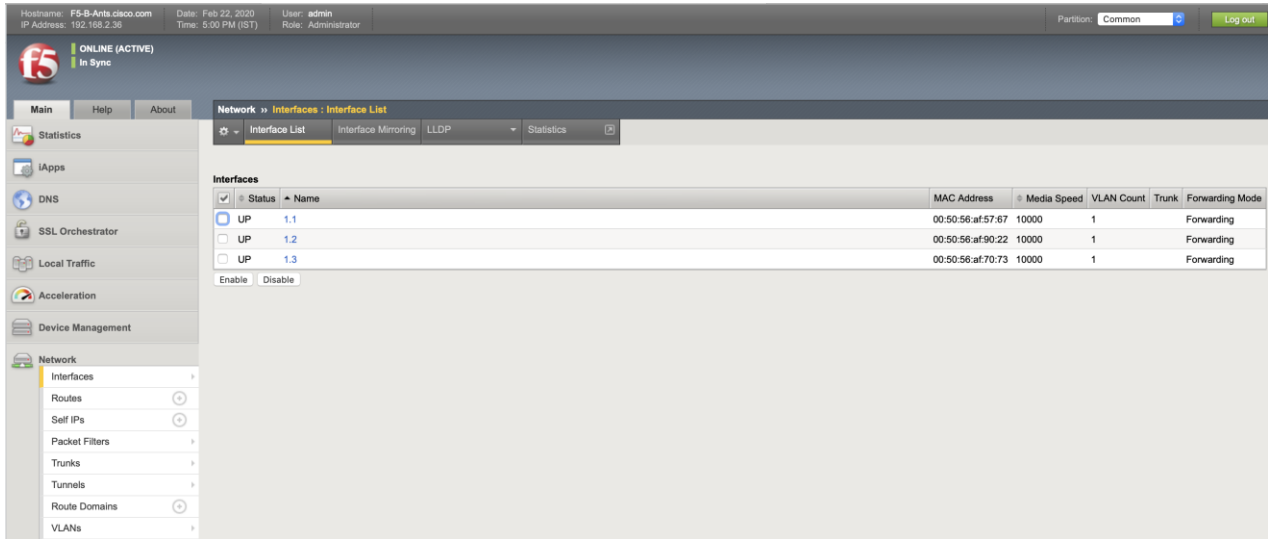 Hostname: F5-B-Ants.cisco.com Date: Feb 22, 2020 User: admin
IP Address: 192.168.2.36 Time: 5:00 PM (IST) Role: Administrator
Partition: Common Log out
f5
ONLINE (ACTIVE)
In Sync
Main Help About
Network ›› Interfaces : Interface List
Interface List Interface Mirroring LLDP Statistics
Statistics
iApps
DNS
SSL Orchestrator
Local Traffic
Acceleration
Device Management
Network
Interfaces
Routes
Self IPs
Packet Filters
Trunks
Tunnels
Route Domains
VLANs
Interfaces
Status Name MAC Address Media Speed VLAN Count Trunk Forwarding Mode
UP 1.1 00:50:56:af:57:67 10000 1 Forwarding
UP 1.2 00:50:56:af:90:22 10000 1 Forwarding
UP 1.3 00:50:56:af:70:73 10000 1 Forwarding
Enable Disable